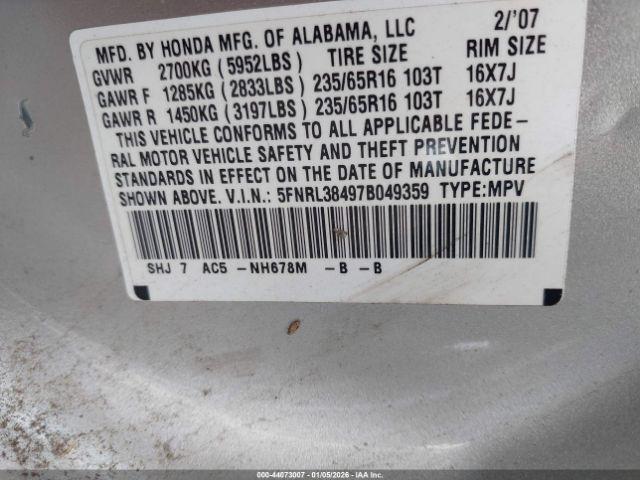 MFD. BY HONDA MFG. OF ALABAMA, LLC 2/'07
GVWR 2700KG (5952LBS) TIRE SIZE RIM SIZE
GAWR F 1285KG (2833LBS) 235/65R16 103T 16X7J
GAWR R 1450KG (3197LBS) 235/65R16 103T 16X7J
THIS VEHICLE CONFORMS TO ALL APPLICABLE FEDE-
RAL MOTOR VEHICLE SAFETY AND THEFT PREVENTION
STANDARDS IN EFFECT ON THE DATE OF MANUFACTURE
SHOWN ABOVE. V.I.N.: 5FNRL38497B049359 TYPE:MPV
SHJ 7 AC5 -NH678M -B -B
000-44073007 - 01/05/2026 - IAAI.com